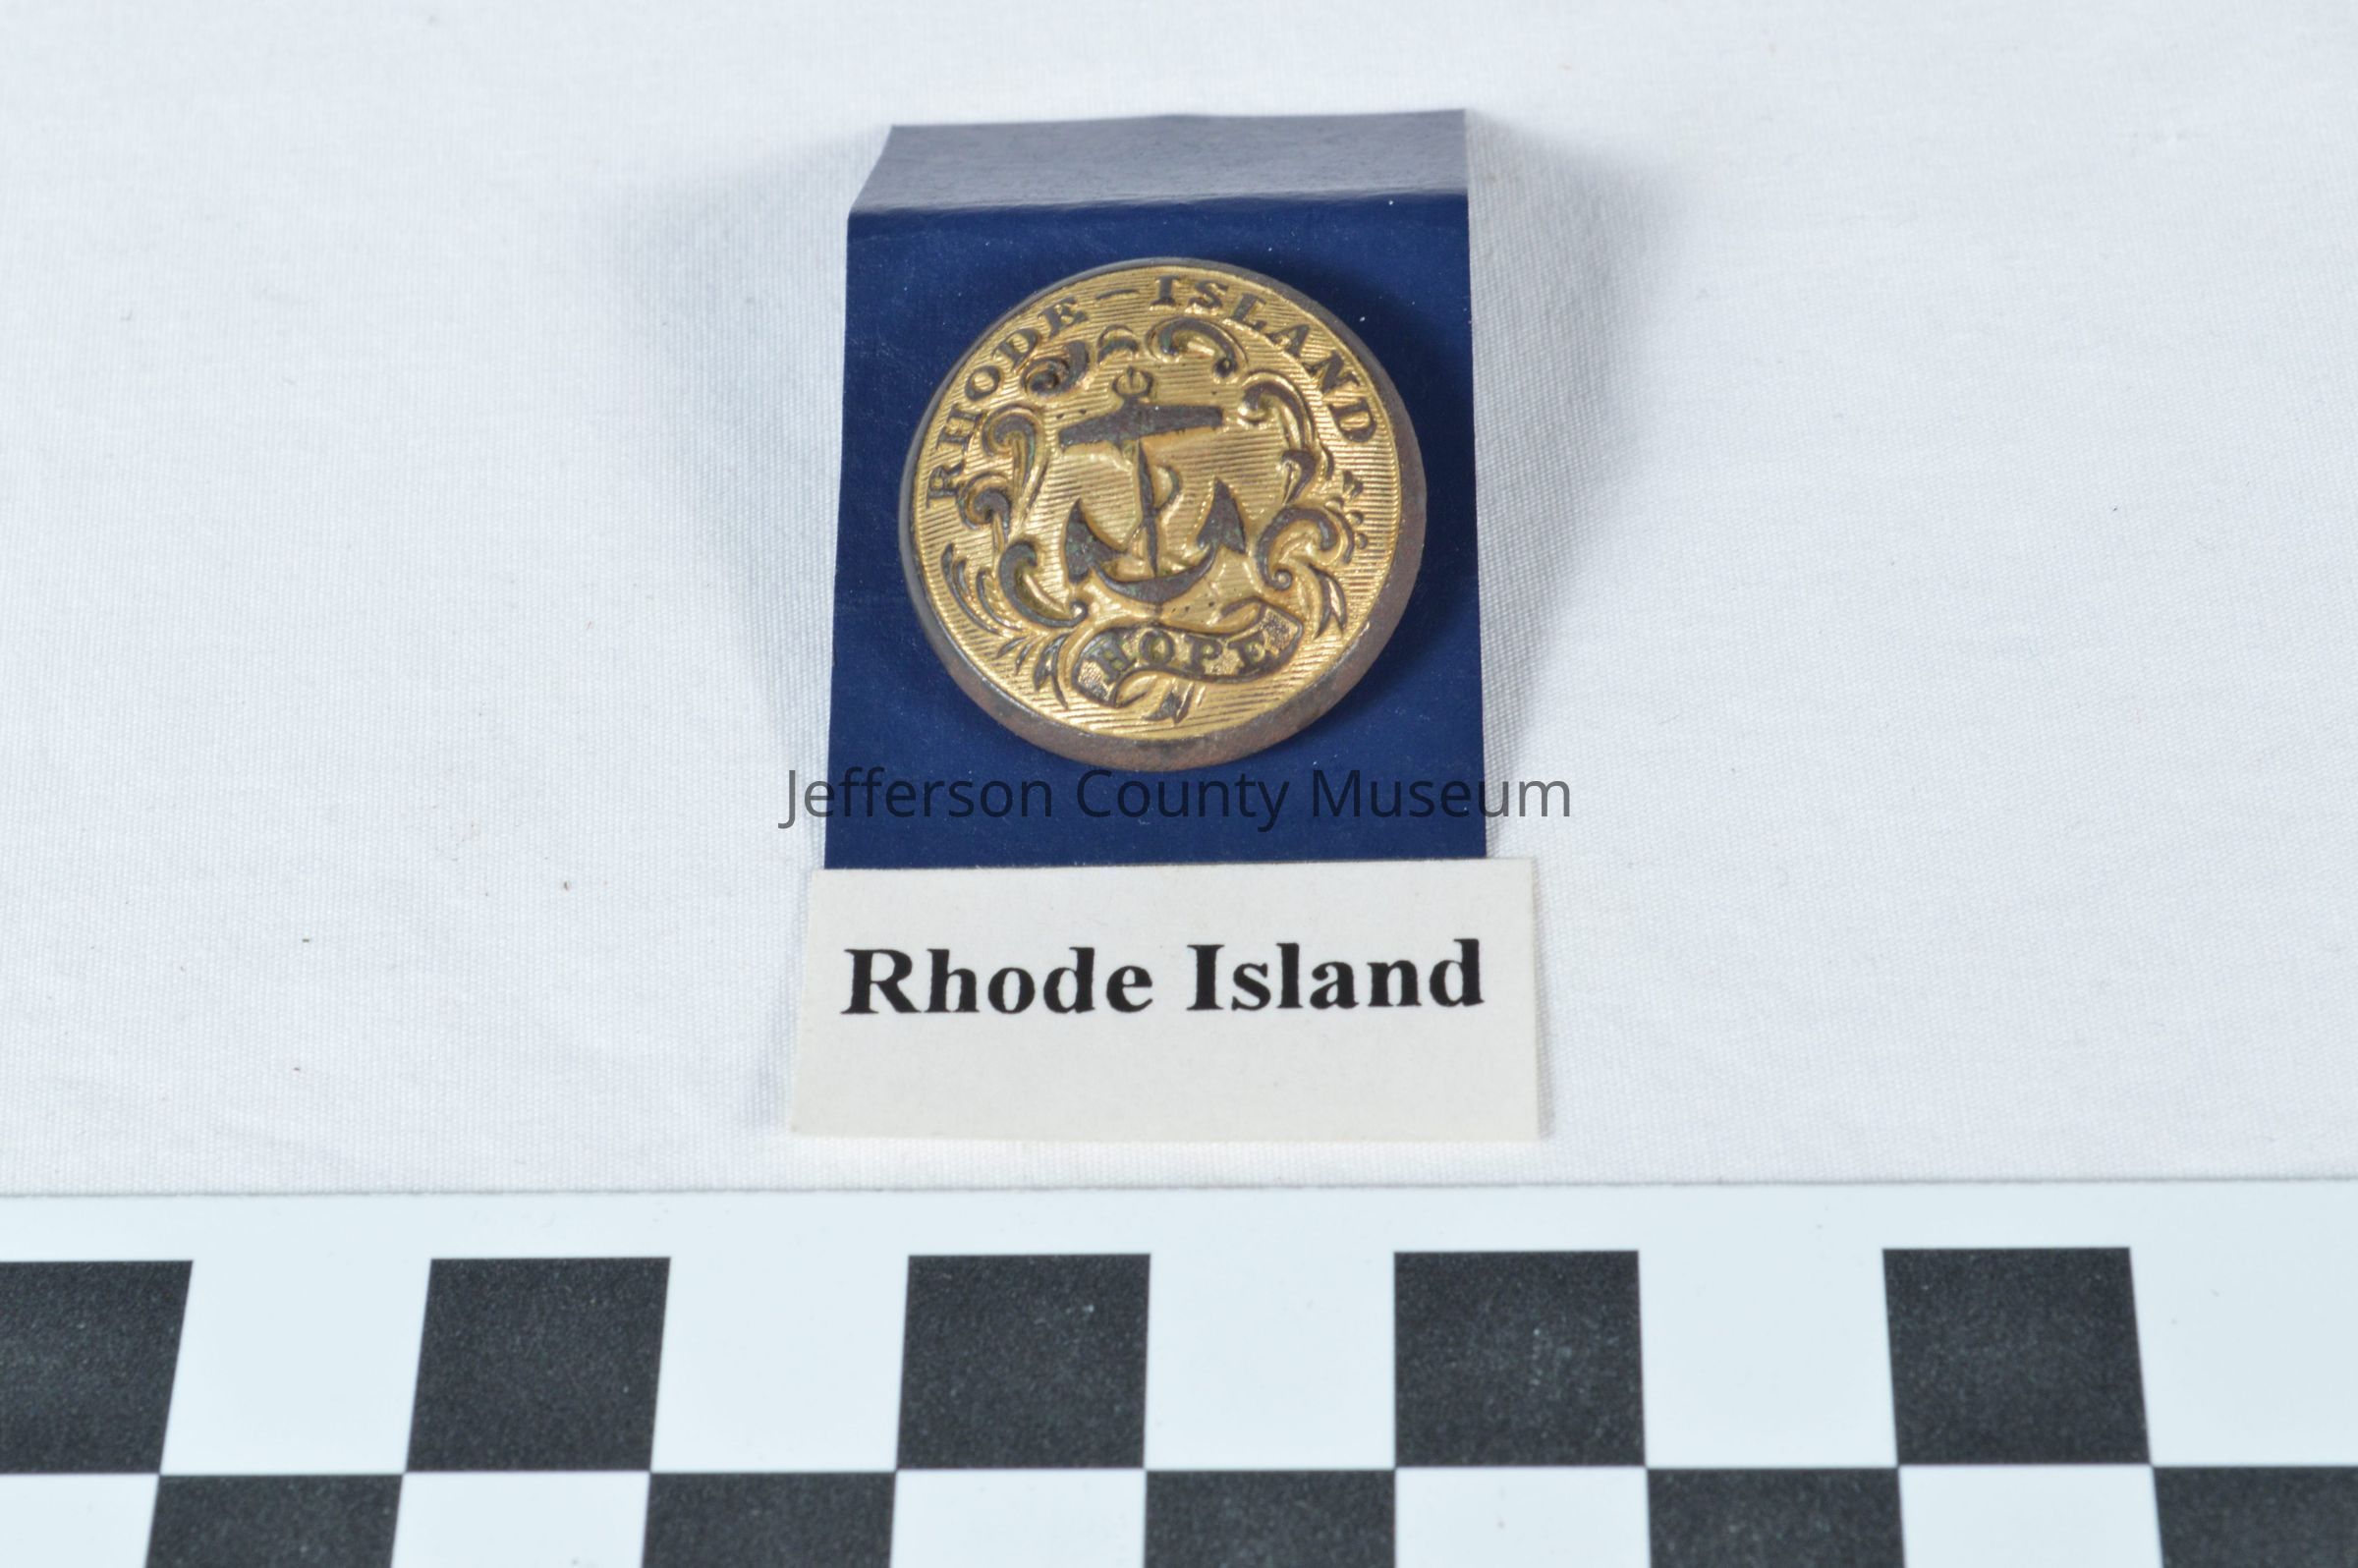 RHODE-ISLAND
HOPE
Jefferson County Museum
Rhode Island